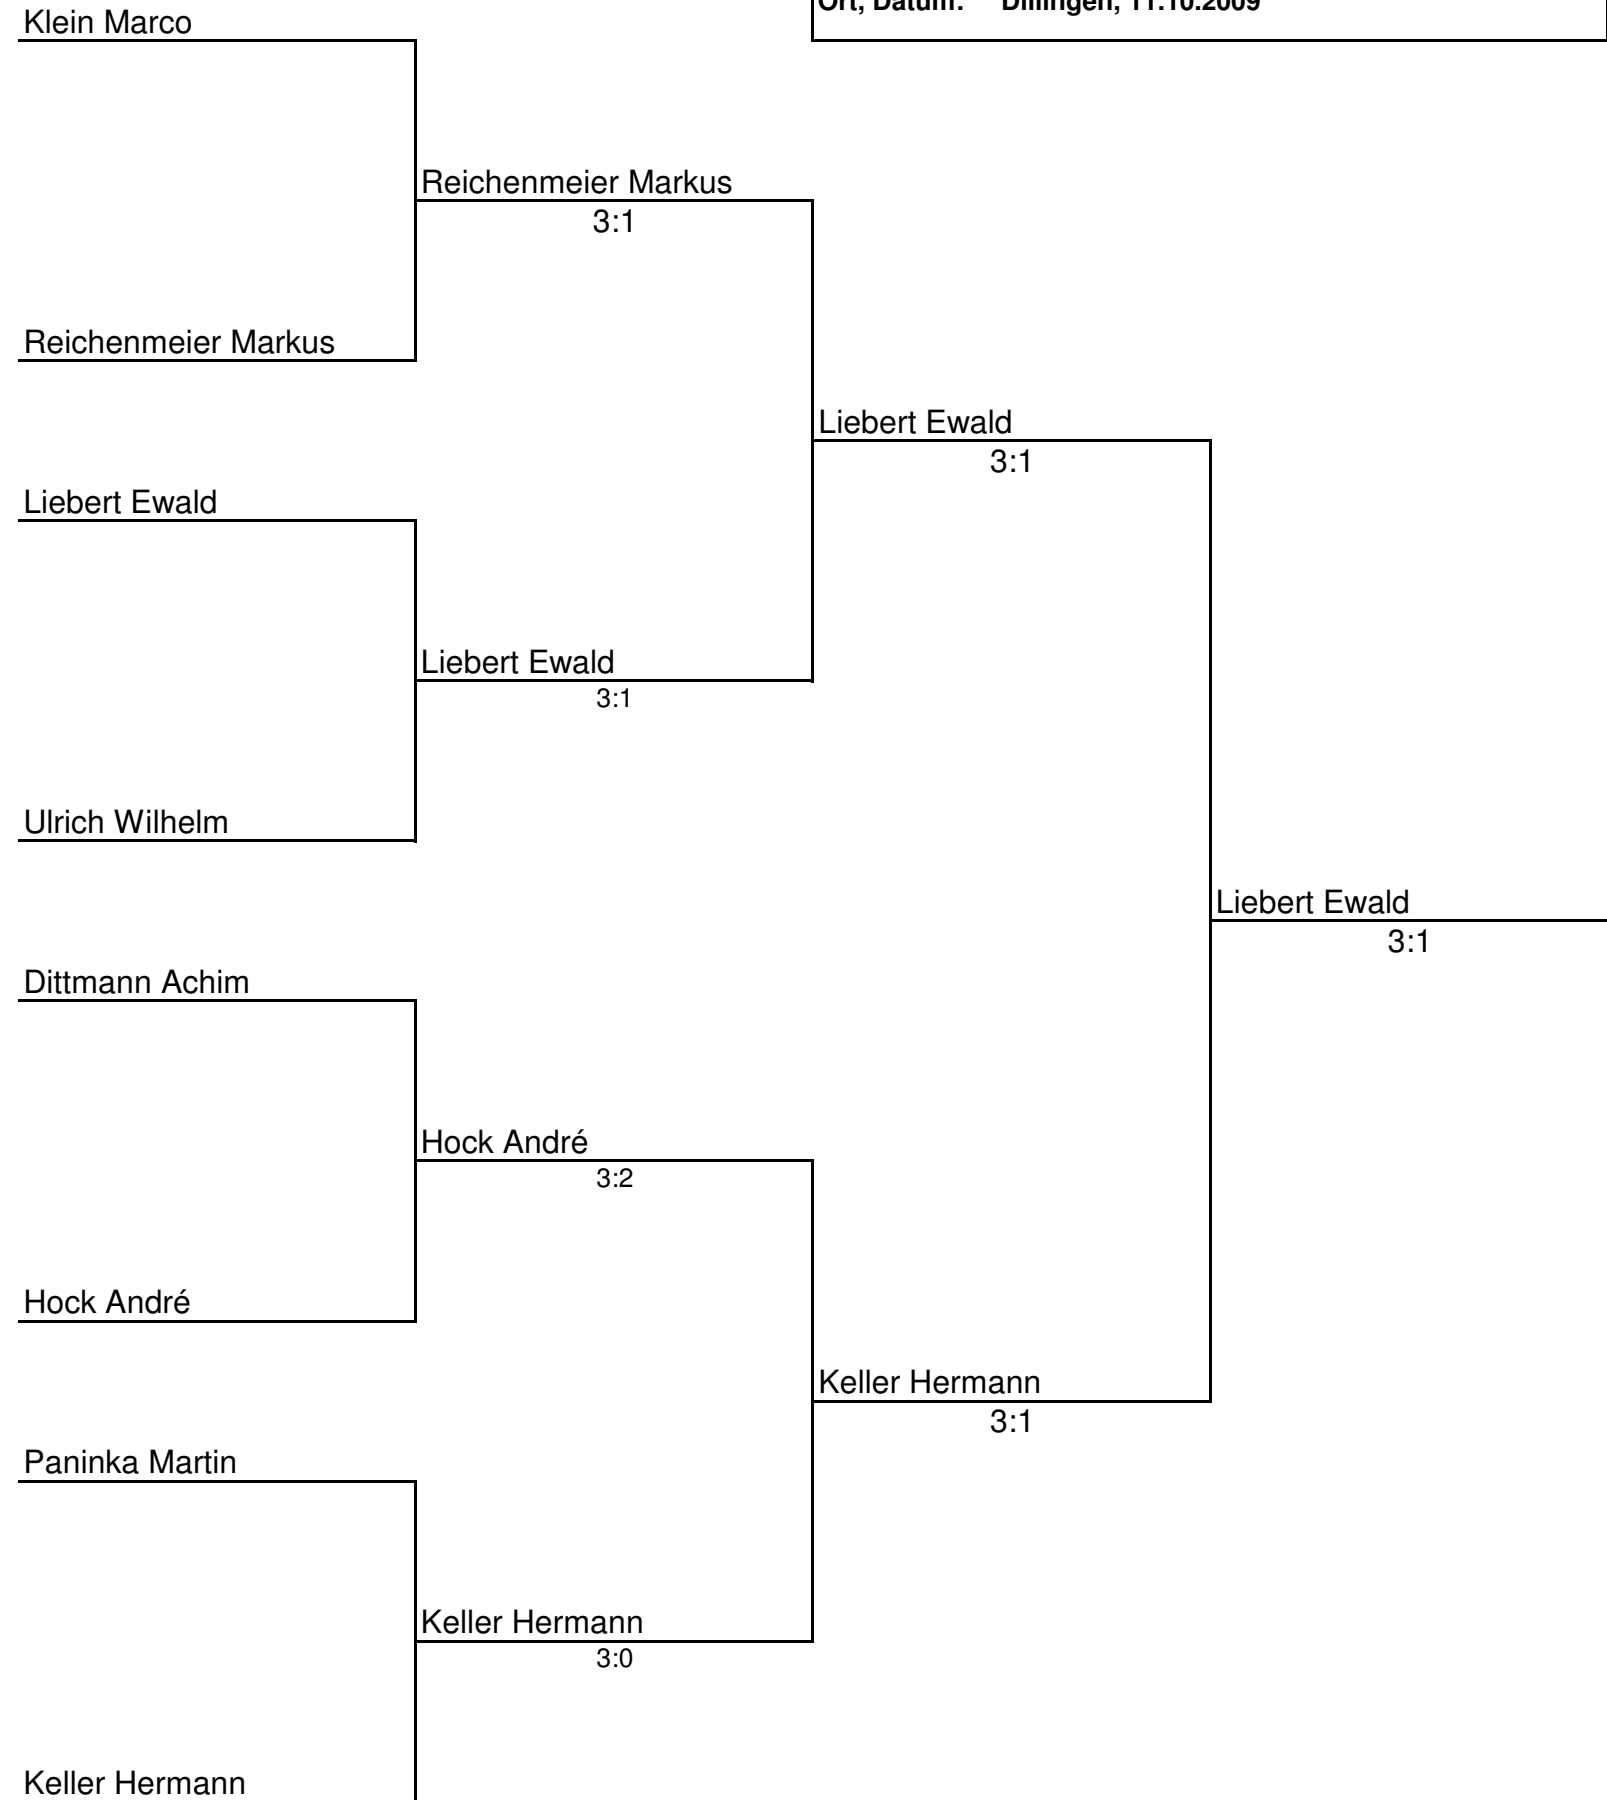 Ort, Datum: Dillingen, 11.10.2009
Klein Marco
Reichenmeier Markus
3:1
Reichenmeier Markus
Liebert Ewald
3:1
Liebert Ewald
Liebert Ewald
3:1
Ulrich Wilhelm
Liebert Ewald
3:1
Dittmann Achim
Hock André
3:2
Hock André
Keller Hermann
3:1
Paninka Martin
Keller Hermann
3:0
Keller Hermann